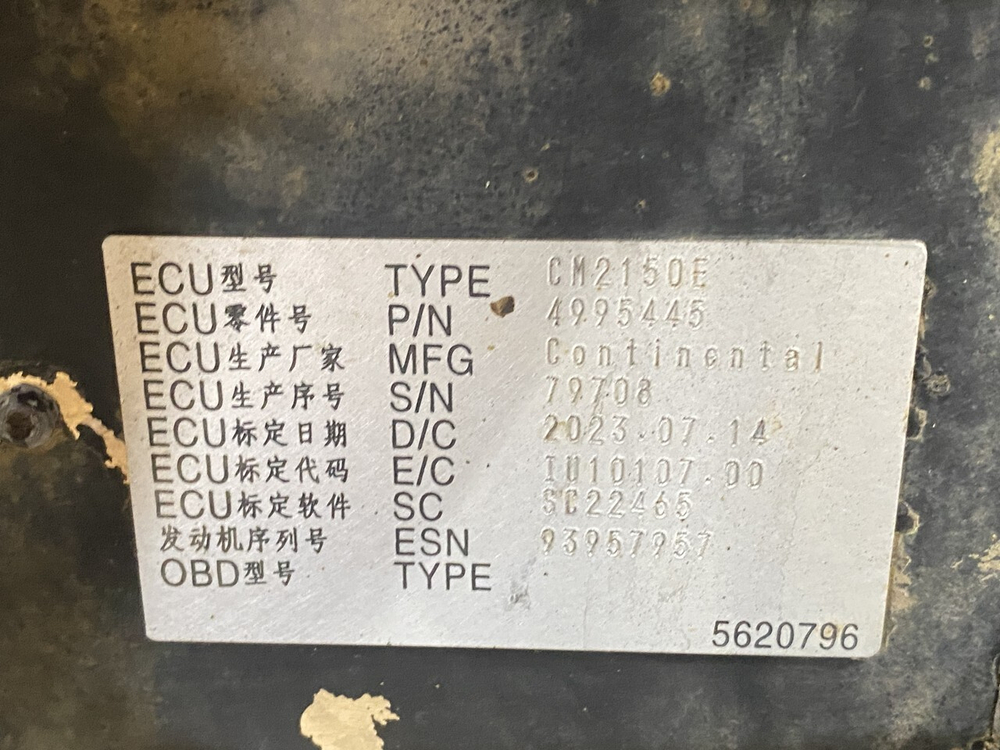 ECU型号 TYPE CM2150E
ECU零件号 P/N 4995445
ECU生产厂家 MFG Continental
ECU生产序号 S/N 79708
ECU标定日期 D/C 2023.07.14
ECU标定代码 E/C IU10107.00
ECU标定软件 SC SC22465
发动机序列号 ESN 93957957
OBD型号 TYPE
5620796